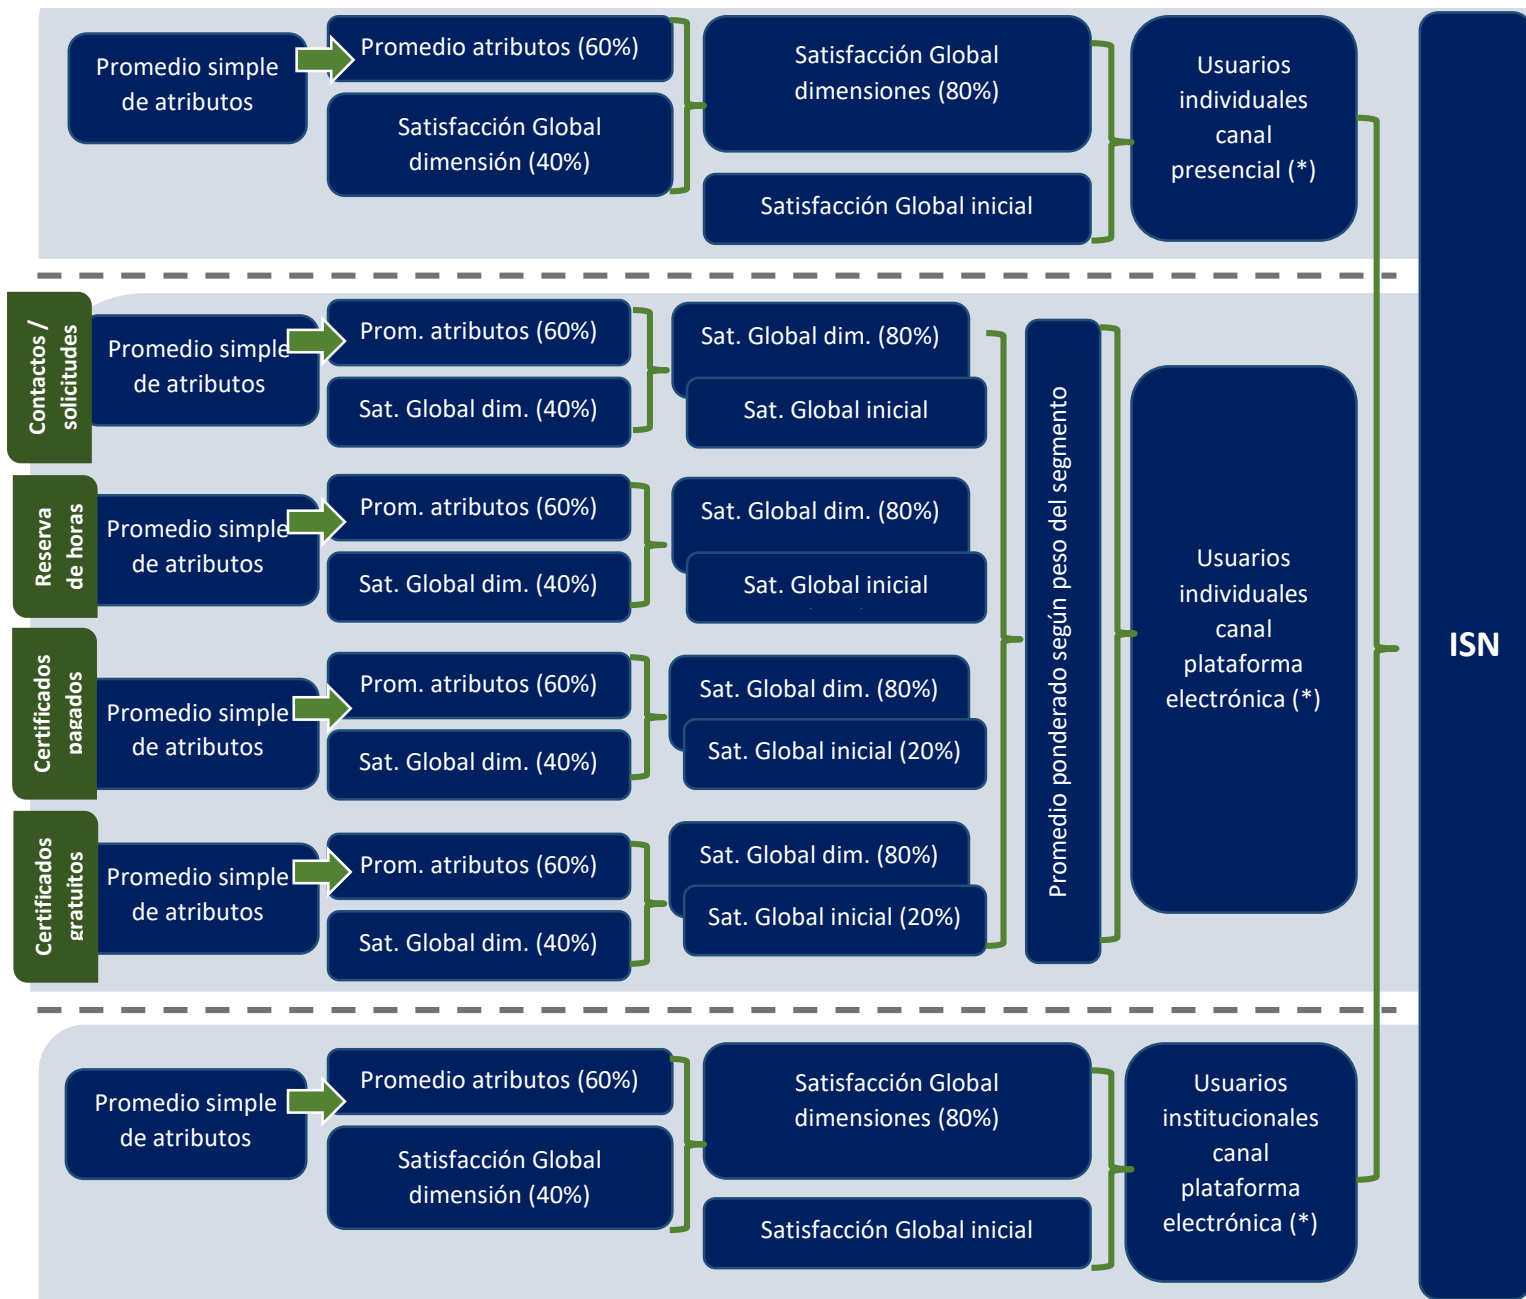 Promedio simple
de atributos
Promedio atributos (60%)
Satisfacción Global
dimensión (40%)
Satisfacción Global
dimensiones (80%)
Satisfacción Global inicial
Usuarios
individuales
canal
presencial (*)
Contactos /
solicitudes
Promedio simple
de atributos
Prom. atributos (60%)
Sat. Global dim. (40%)
Sat. Global dim. (80%)
Sat. Global inicial
Reserva
de horas
Promedio simple
de atributos
Prom. atributos (60%)
Sat. Global dim. (40%)
Sat. Global dim. (80%)
Sat. Global inicial
Certificados
pagados
Promedio simple
de atributos
Prom. atributos (60%)
Sat. Global dim. (40%)
Sat. Global dim. (80%)
Sat. Global inicial (20%)
Certificados
gratuitos
Promedio simple
de atributos
Prom. atributos (60%)
Sat. Global dim. (40%)
Sat. Global dim. (80%)
Sat. Global inicial (20%)
Promedio ponderado según peso del segmento
Usuarios
individuales
canal
plataforma
electrónica (*)
Promedio simple
de atributos
Promedio atributos (60%)
Satisfacción Global
dimensión (40%)
Satisfacción Global
dimensiones (80%)
Satisfacción Global inicial
Usuarios
institucionales
canal
plataforma
electrónica (*)
ISN